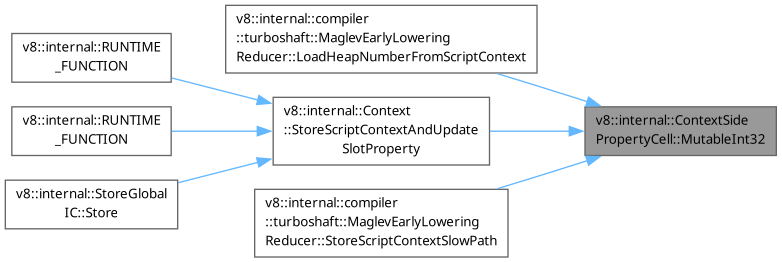 v8::internal::RUNTIME
_FUNCTION
v8::internal::RUNTIME
_FUNCTION
v8::internal::StoreGlobal
IC::Store
v8::internal::compiler
::turboshaft::MaglevEarlyLowering
Reducer::LoadHeapNumberFromScriptContext
v8::internal::Context
::StoreScriptContextAndUpdate
SlotProperty
v8::internal::compiler
::turboshaft::MaglevEarlyLowering
Reducer::StoreScriptContextSlowPath
v8::internal::ContextSide
PropertyCell::MutableInt32